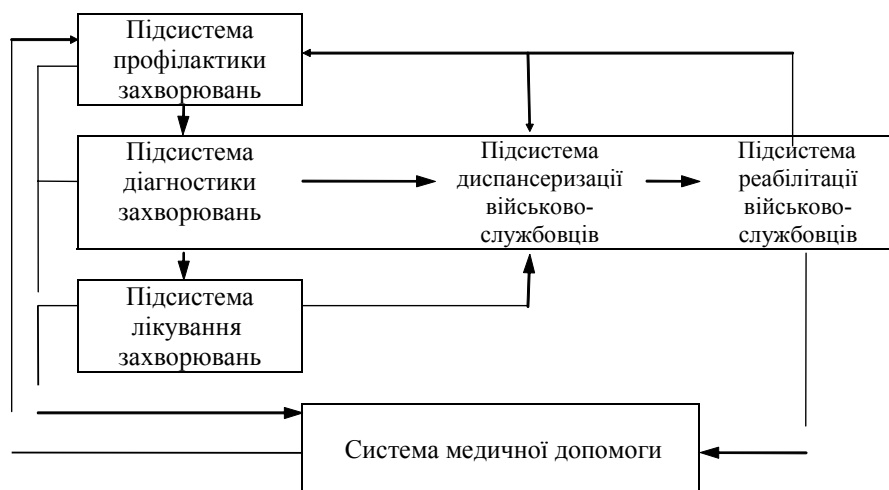 Підсистема
профілактики
захворювань
Підсистема
діагностики
захворювань
Підсистема
диспансеризації
військово-
службовців
Підсистема
реабілітації
військово-
службовців
Підсистема
лікування
захворювань
Система медичної допомоги